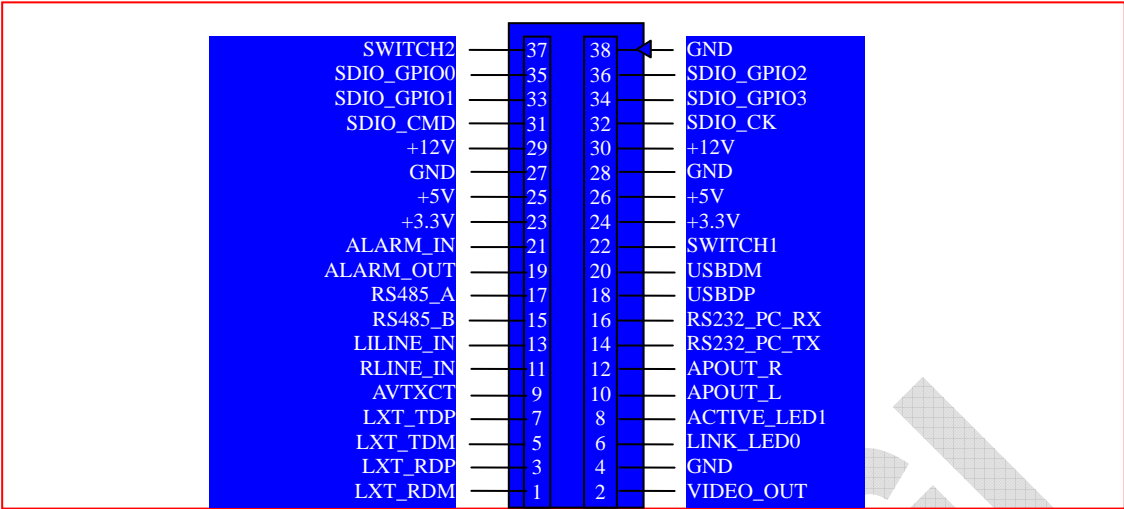 SWITCH2 37 38 GND
SDIO_GPIO0 35 36 SDIO_GPIO2
SDIO_GPIO1 33 34 SDIO_GPIO3
SDIO_CMD 31 32 SDIO_CK
+12V 29 30 +12V
GND 27 28 GND
+5V 25 26 +5V
+3.3V 23 24 +3.3V
ALARM_IN 21 22 SWITCH1
ALARM_OUT 19 20 USBDM
RS485_A 17 18 USBDP
RS485_B 15 16 RS232_PC_RX
LILINE_IN 13 14 RS232_PC_TX
RLINE_IN 11 12 APOUT_R
AVTXCT 9 10 APOUT_L
LXT_TDP 7 8 ACTIVE_LED1
LXT_TDM 5 6 LINK_LED0
LXT_RDP 3 4 GND
LXT_RDM 1 2 VIDEO_OUT